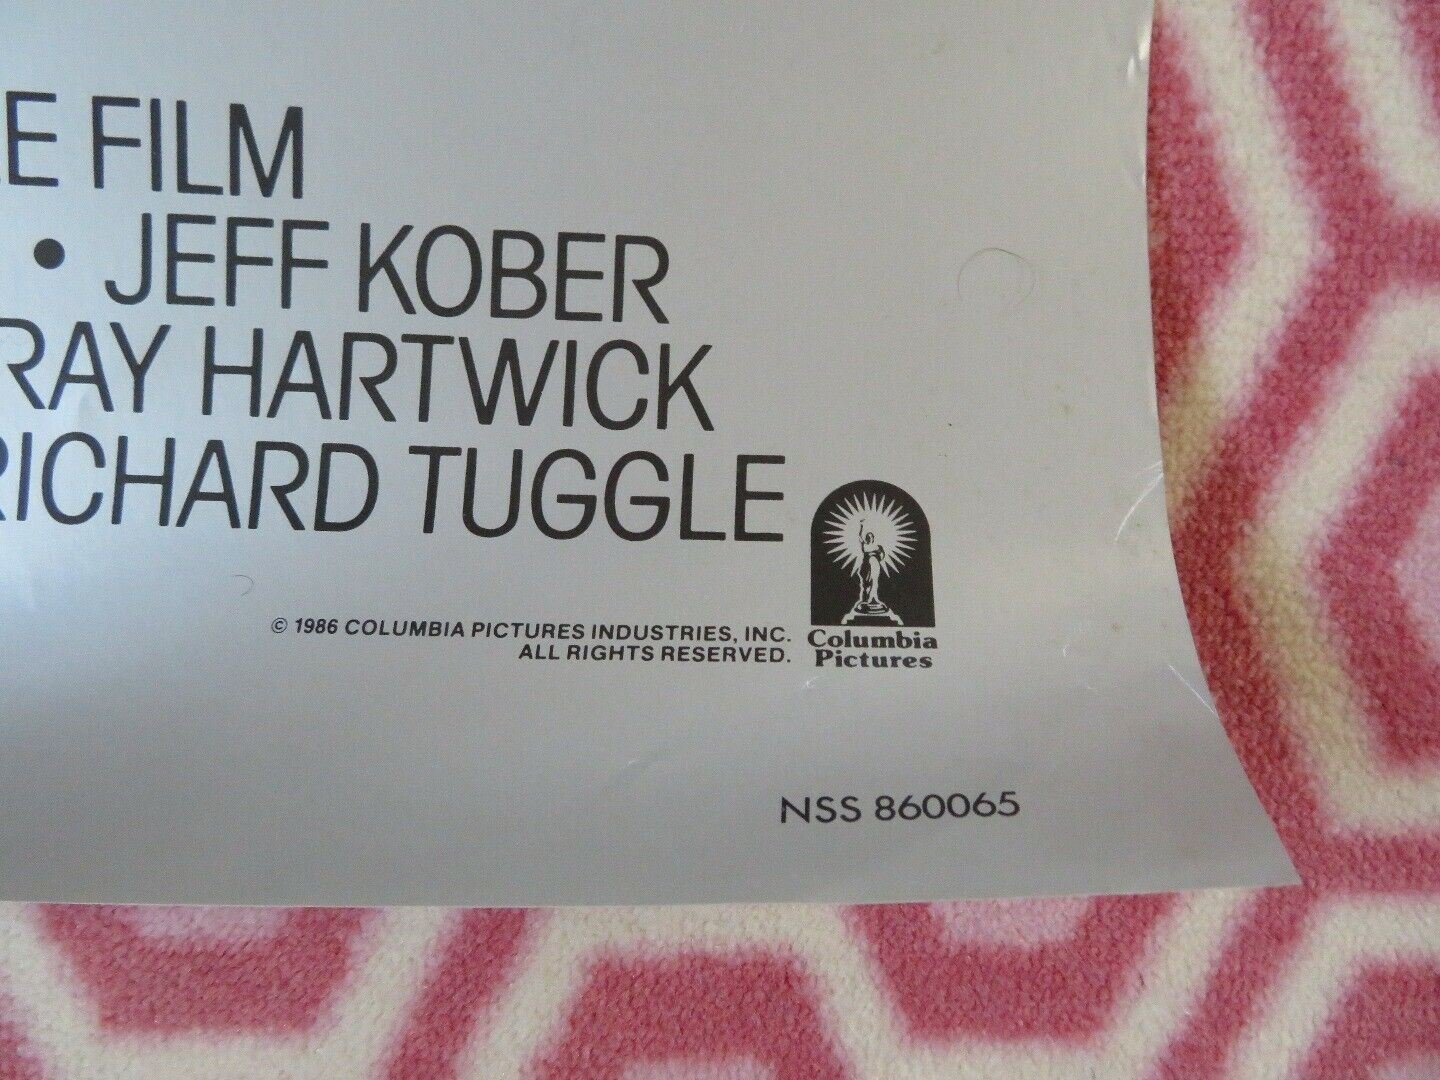 LE FILM
• JEFF KOBER
RAY HARTWICK
RICHARD TUGGLE
© 1986 COLUMBIA PICTURES INDUSTRIES, INC.
ALL RIGHTS RESERVED.
Columbia
Pictures
NSS 860065